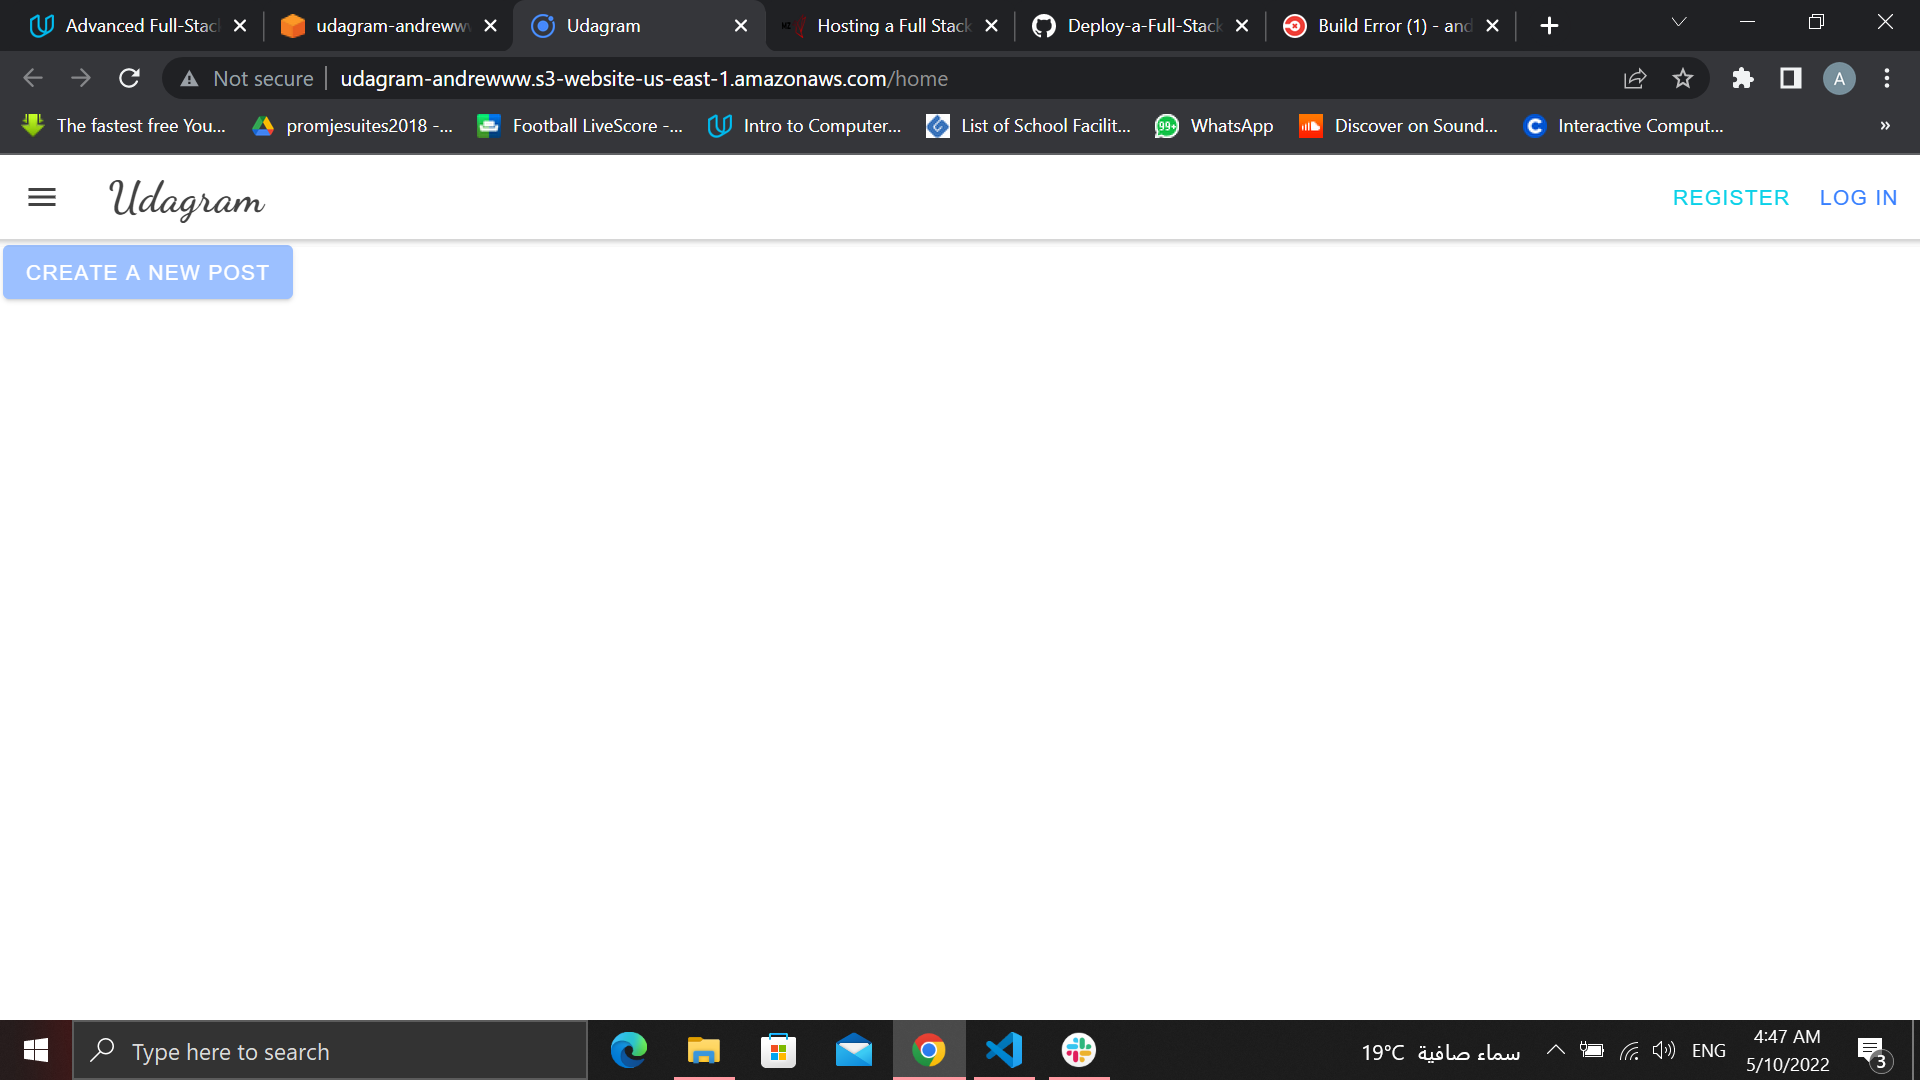 Advanced Full-Stac
udagram-andreww
Udagram
Hosting a Full Stack
Deploy-a-Full-Stack
Build Error (1) - and
Not secure
udagram-andrewww.s3-website-us-east-1.amazonaws.com/home
A
The fastest free You...
promjesuites2018 -...
Football LiveScore -...
Intro to Computer...
List of School Facilit...
99+
WhatsApp
Discover on Sound...
Interactive Comput...
»
Udagram
REGISTER
LOG IN
CREATE A NEW POST
Type here to search
19°C سماء صافية
ENG
4:47 AM
5/10/2022
3